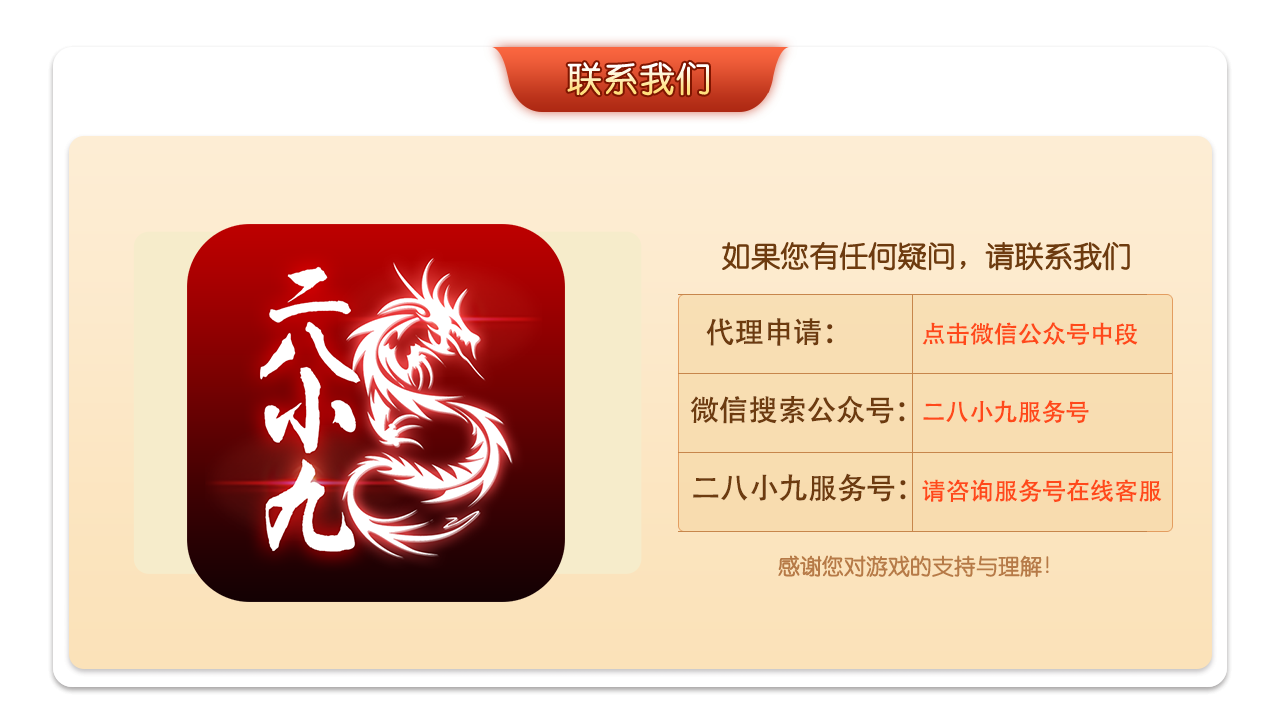 联系我们
二八小九
如果您有任何疑问，请联系我们
代理申请： 点击微信公众号中段
微信搜索公众号： 二八小九服务号
二八小九服务号： 请咨询服务号在线客服
感谢您对游戏的支持与理解！